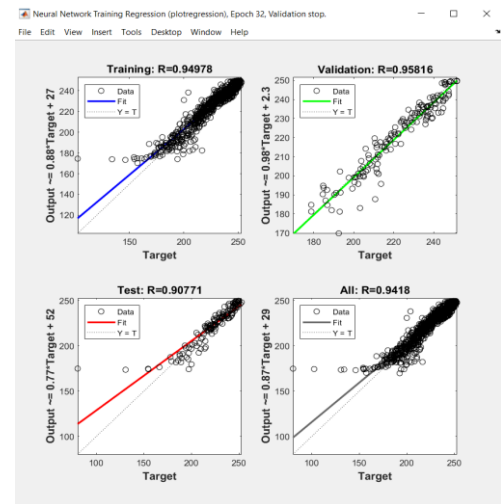 Neural Network Training Regression (plotregression), Epoch 32, Validation stop.
File Edit View Insert Tools Desktop Window Help
Training: R=0.94978
Output ~= 0.88*Target + 27
240
220
200
180
160
140
120
Data
Fit
Y = T
150
200
250
Target
Validation: R=0.95816
Output ~= 0.98*Target + 2.3
250
240
230
220
210
200
190
180
170
Data
Fit
Y = T
180
200
220
240
Target
Test: R=0.90771
Output ~= 0.77*Target + 52
250
200
150
100
Data
Fit
Y = T
100
150
200
250
Target
All: R=0.9418
Output ~= 0.87*Target + 29
250
200
150
100
Data
Fit
Y = T
100
150
200
250
Target